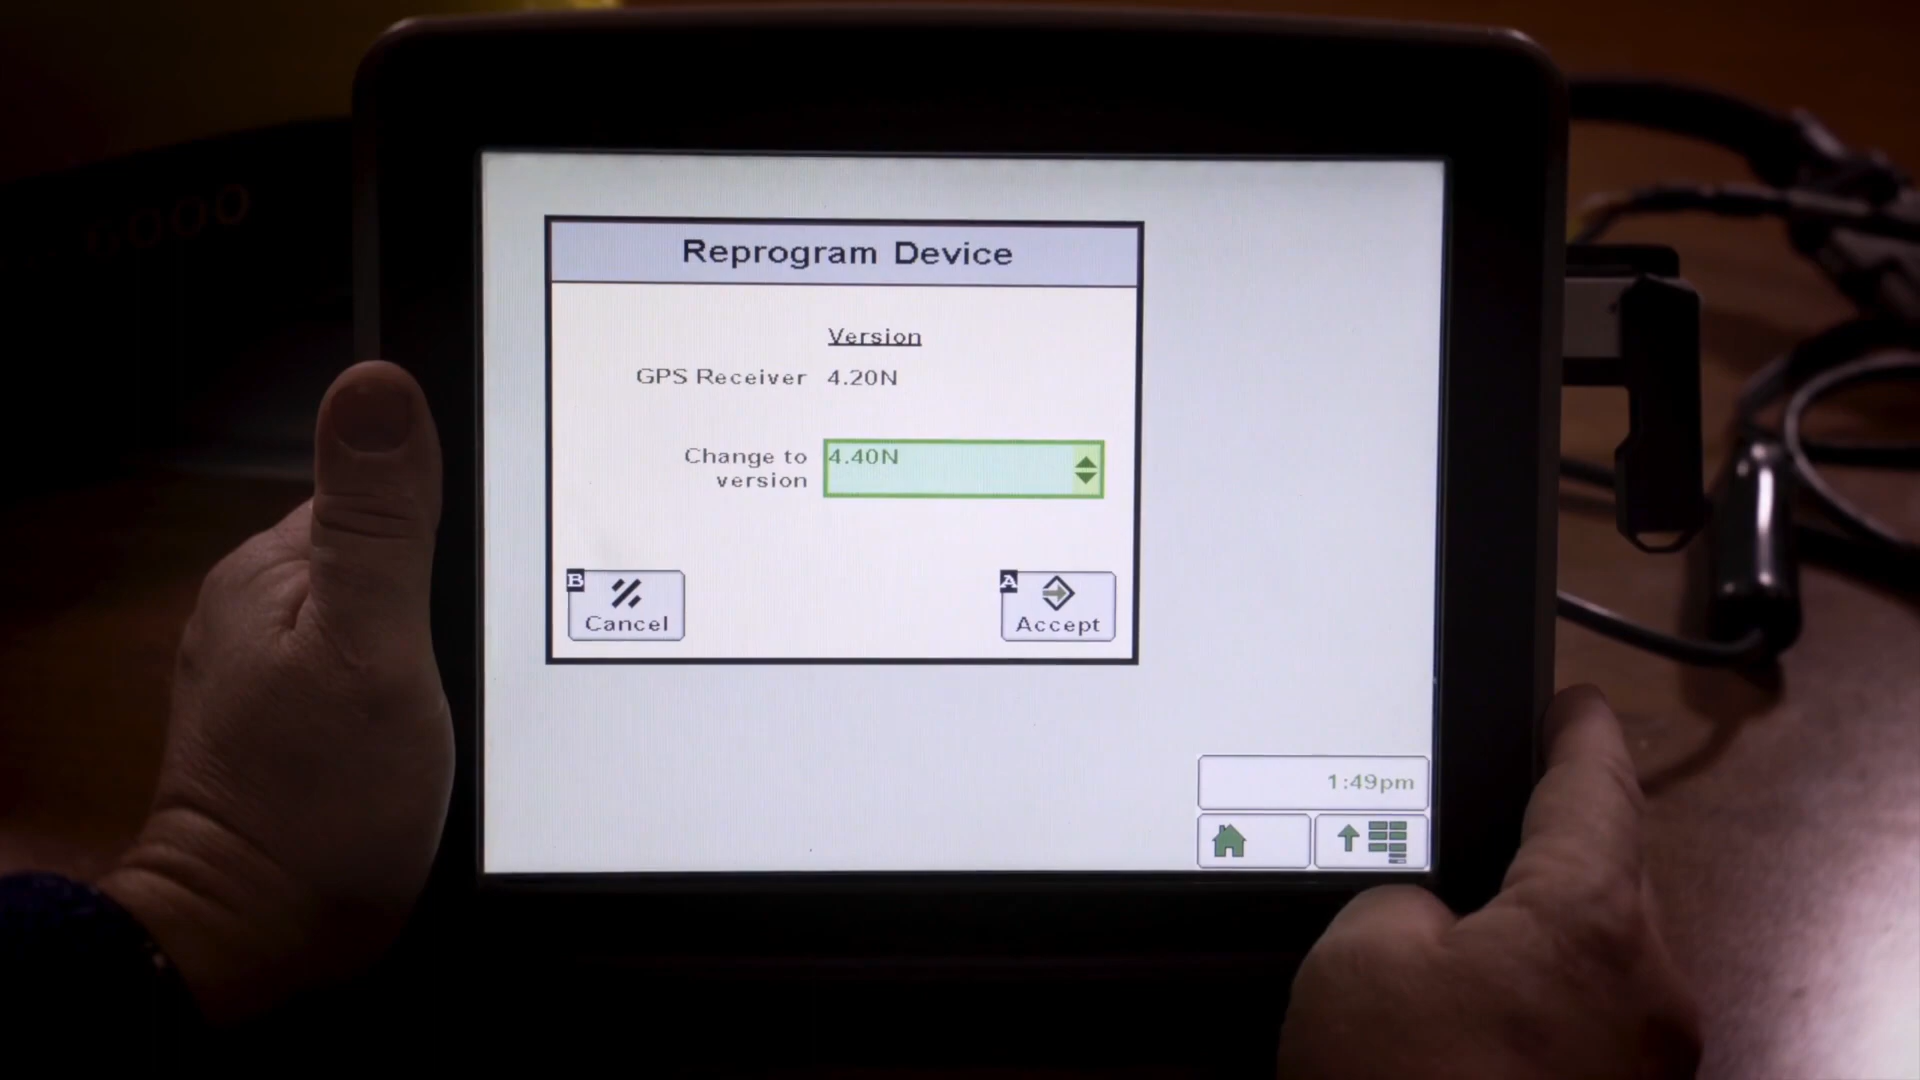 Reprogram Device
Version
GPS Receiver 4.20N
Change to version 4.40N
B
Cancel
A
Accept
1:49pm